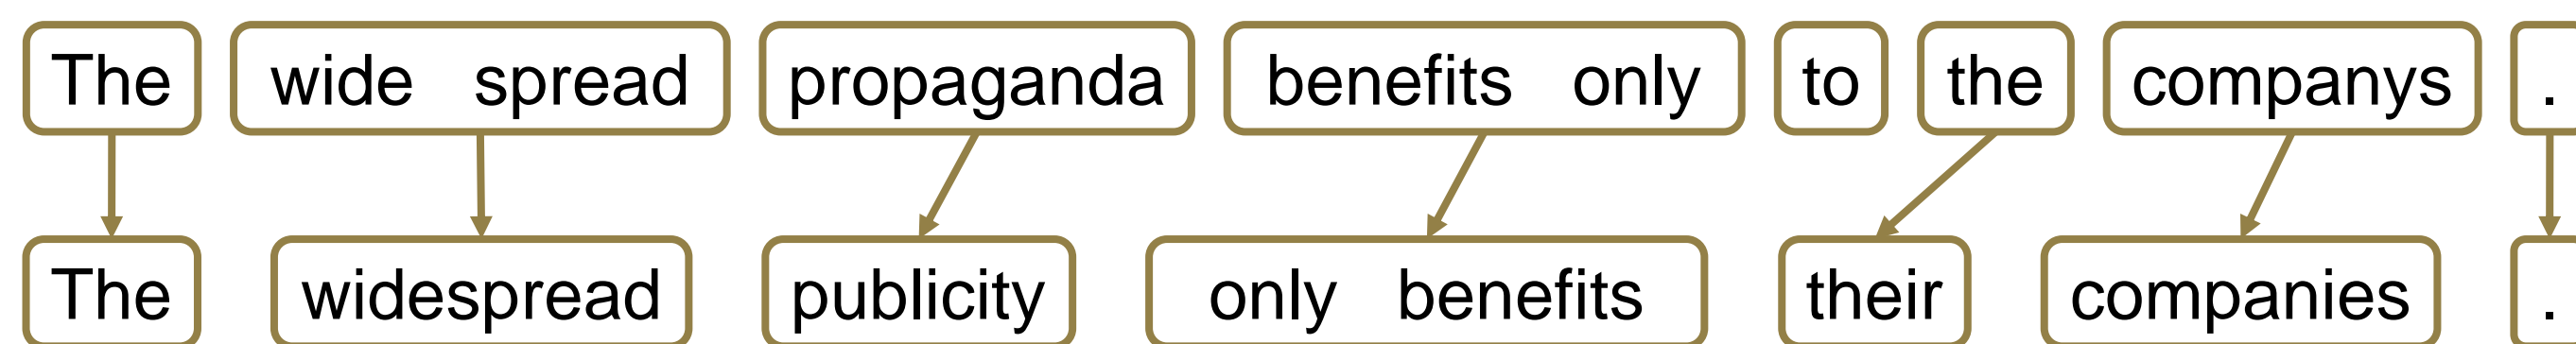 The wide spread propaganda benefits only to the companys .
The widespread publicity only benefits their companies .